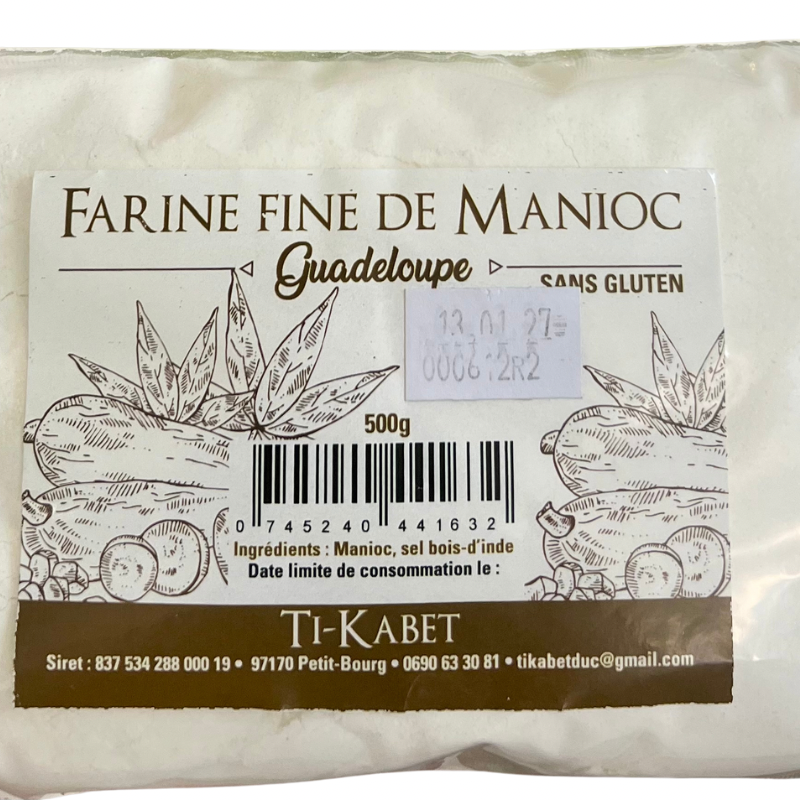 FARINE FINE DE MANIOC
Guadeloupe
SANS GLUTEN
13 01 27
000612R2
500g
0 745240 441632
Ingrédients : Manioc, sel bois-d'inde
Date limite de consommation le :
TI-KABET
Siret : 837 534 288 000 19 • 97170 Petit-Bourg • 0690 63 30 81 • tikabetduc@gmail.com